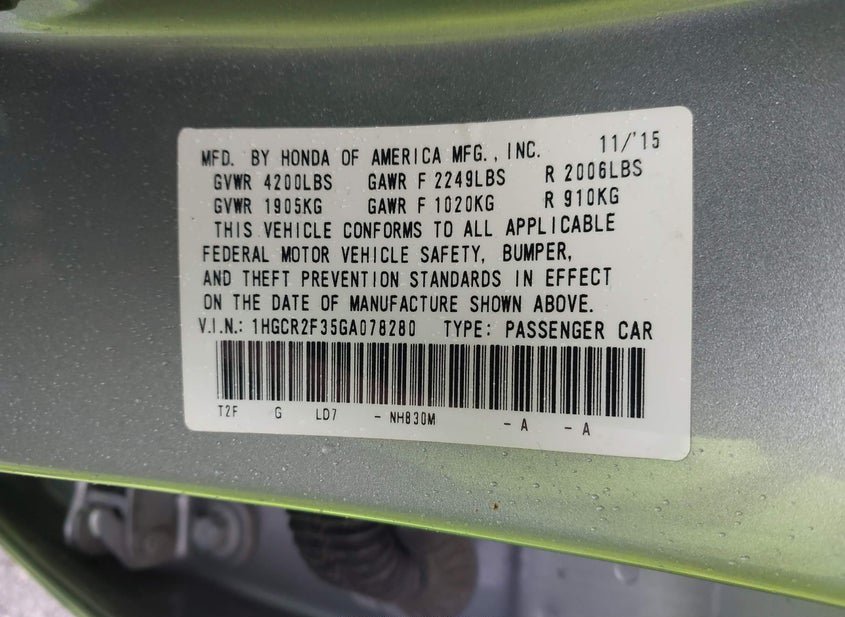 MFD. BY HONDA OF AMERICA MFG., INC. 11/'15
GVWR 4200LBS GAWR F 2249LBS R 2006LBS
GVWR 1905KG GAWR F 1020KG R 910KG
THIS VEHICLE CONFORMS TO ALL APPLICABLE
FEDERAL MOTOR VEHICLE SAFETY, BUMPER,
AND THEFT PREVENTION STANDARDS IN EFFECT
ON THE DATE OF MANUFACTURE SHOWN ABOVE.
V.I.N.: 1HGCR2F35GA078280 TYPE: PASSENGER CAR
T2F G LD7 - NH830M - A - A